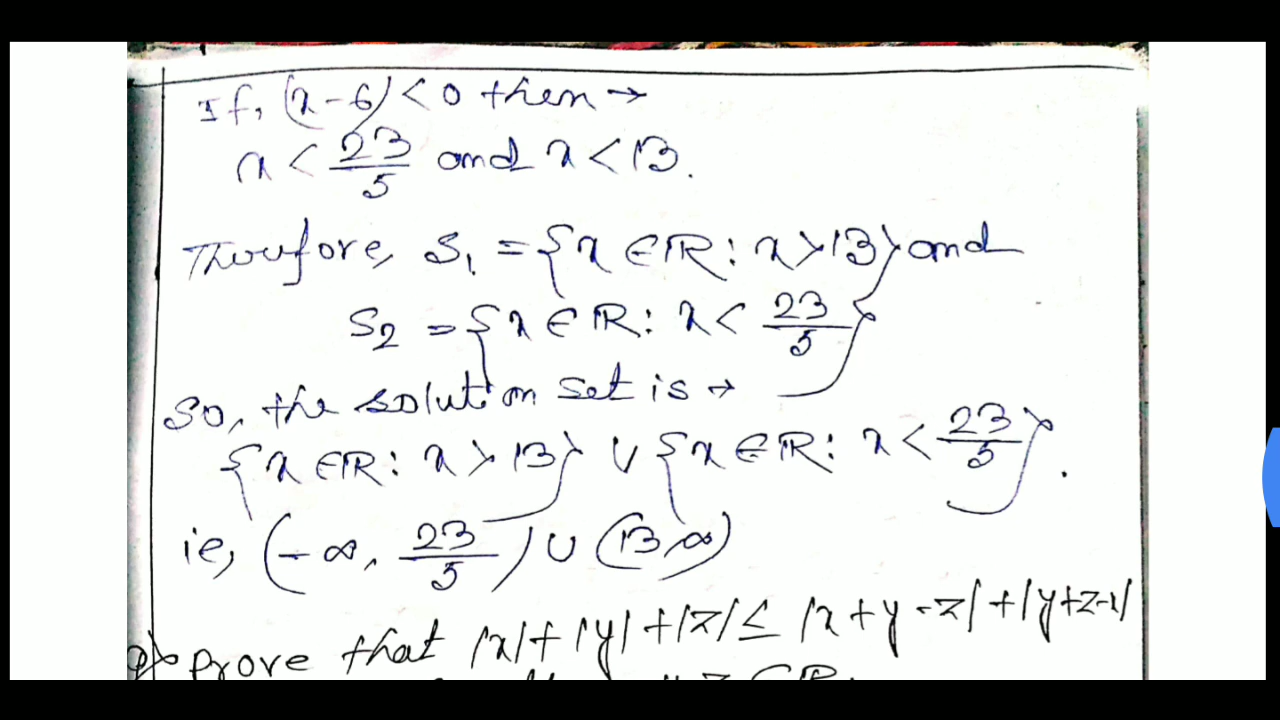 If, (x-6) < 0 then →
x < 23/5 and x < 13.
Therefore, S₁ = {x ∈ ℝ : x > 13} and
S₂ = {x ∈ ℝ : x < 23/5}
So, the solution set is →
{x ∈ ℝ : x > 13} ∪ {x ∈ ℝ : x < 23/5}.
ie, (-∞, 23/5) ∪ (13, ∞)
Prove that |x| + |y| + |z| ≤ |x+y-z| + |y+z-x|